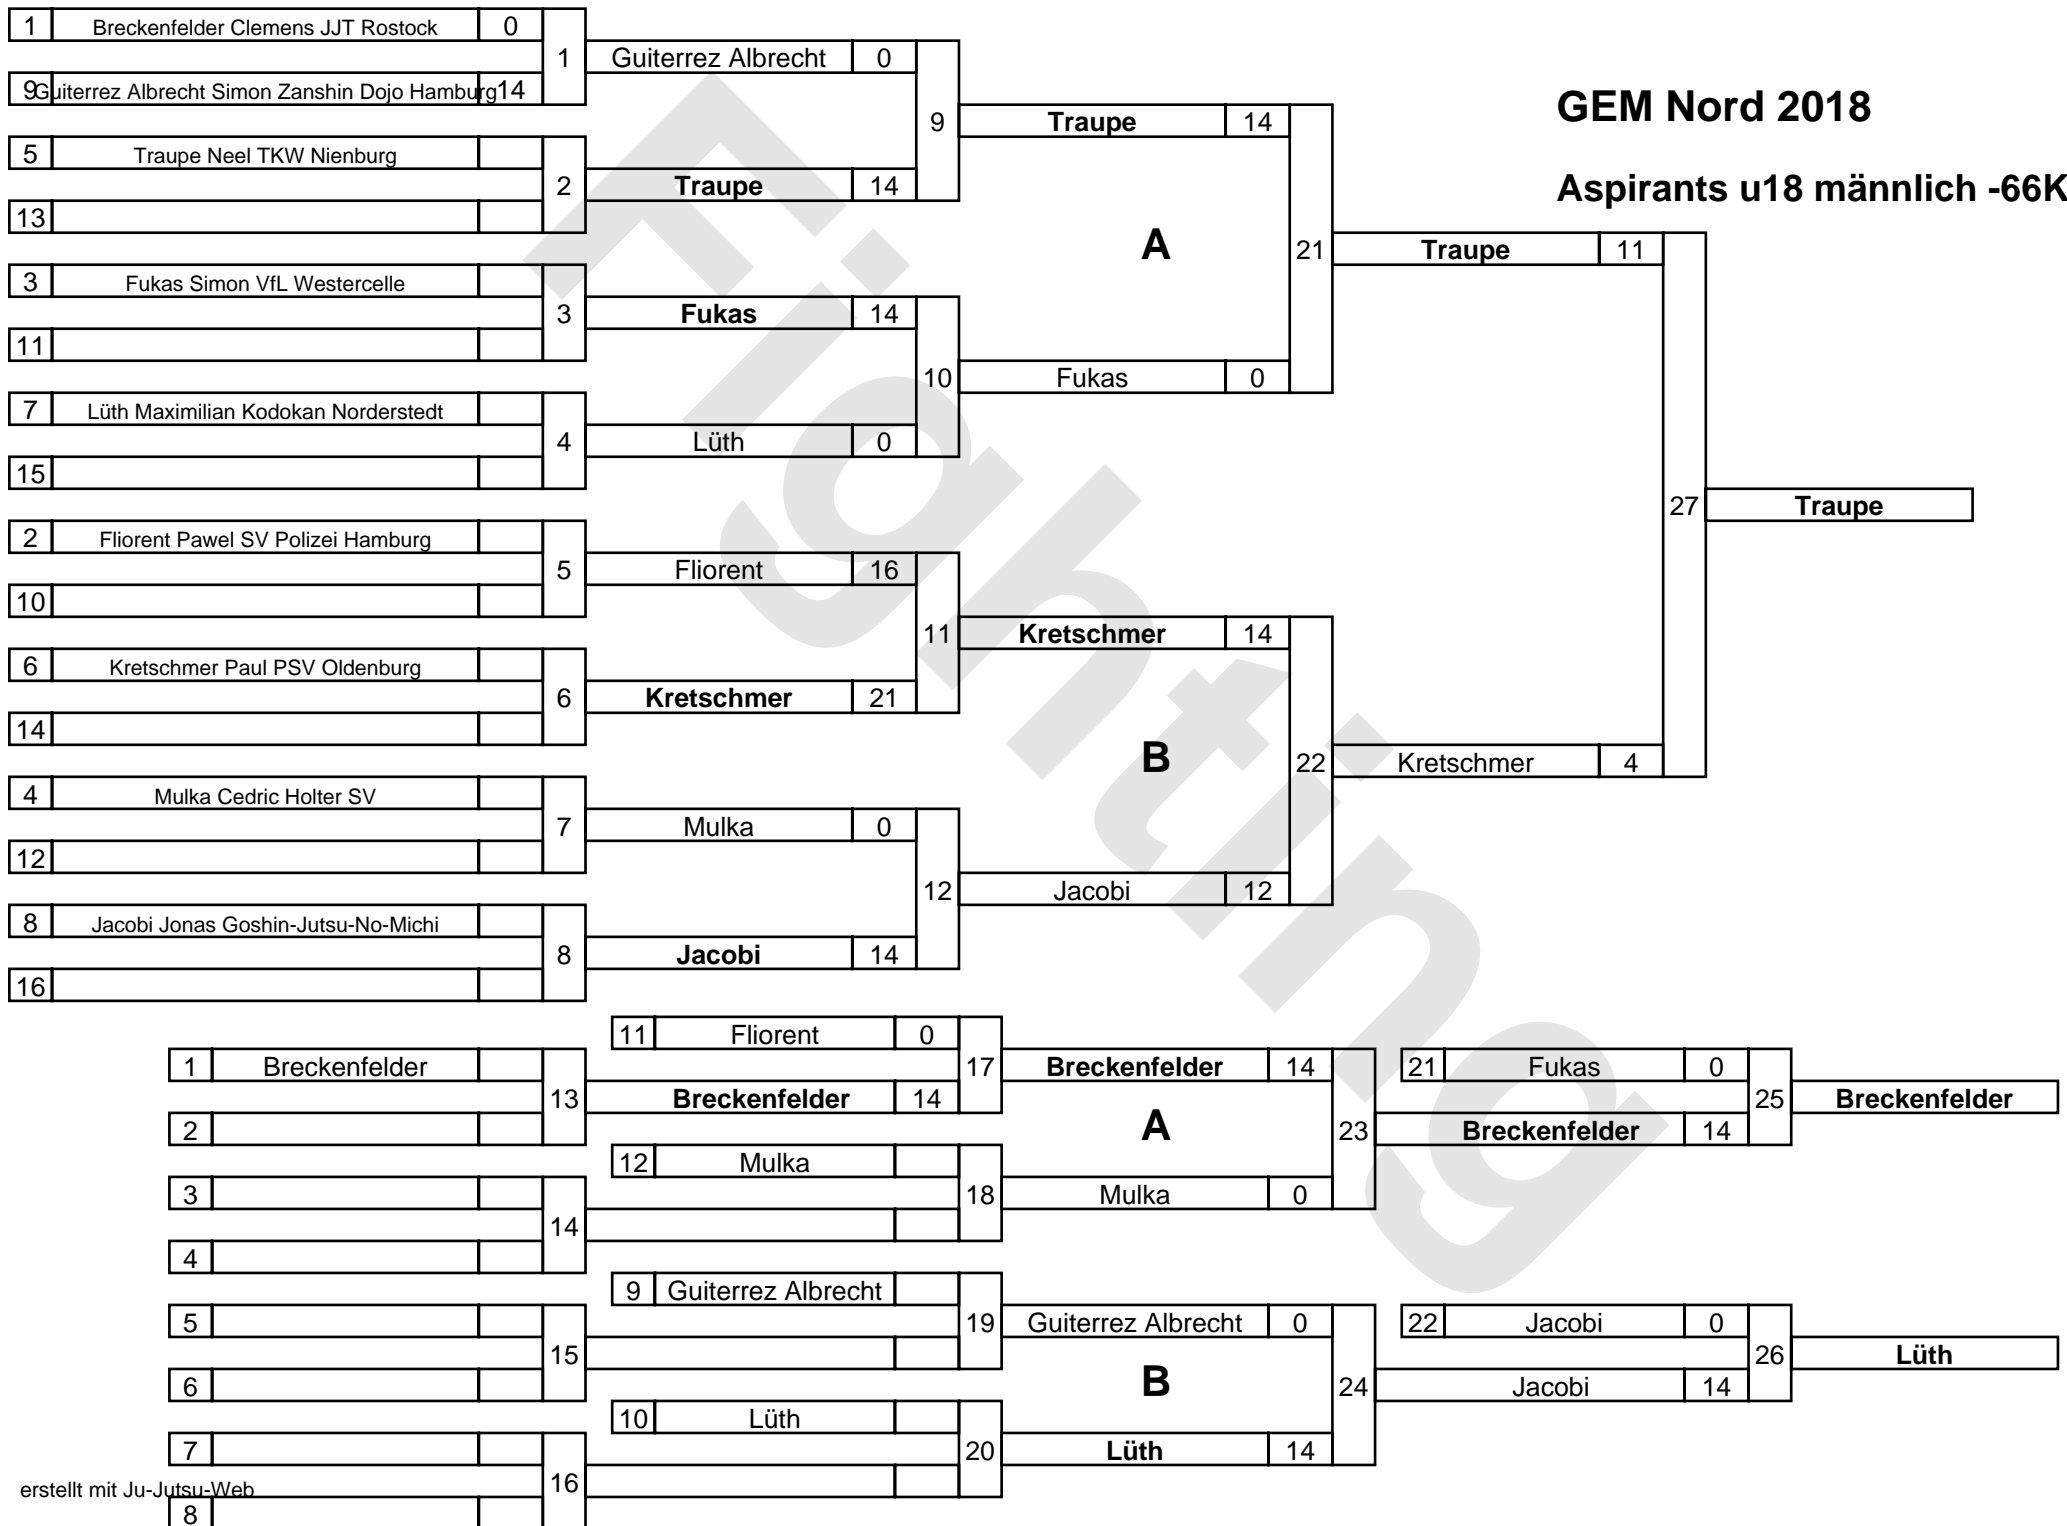 GEM Nord 2018
Aspirants u18 männlich -66K
Fighting
1 Breckenfelder Clemens JJT Rostock 0
9 Guiterrez Albrecht Simon Zanshin Dojo Hamburg 14
1
5 Traupe Neel TKW Nienburg
13
2
3 Fukas Simon VfL Westercelle
11
3
7 Lüth Maximilian Kodokan Norderstedt
15
4
2 Fliorent Pawel SV Polizei Hamburg
10
5
6 Kretschmer Paul PSV Oldenburg
14
6
4 Mulka Cedric Holter SV
12
7
8 Jacobi Jonas Goshin-Jutsu-No-Michi
16
8
Guiterrez Albrecht 0
Traupe 14
9
Fukas 14
Lüth 0
10
Fliorent 16
Kretschmer 21
11
Mulka 0
Jacobi 14
12
Traupe 14
A
Fukas 0
21
Kretschmer 14
B
Jacobi 12
22
Traupe 11
Kretschmer 4
27
Traupe
1 Breckenfelder
2
13
3
4
14
5
6
15
7
8
16
11 Fliorent 0
Breckenfelder 14
17
12 Mulka
18
9 Guiterrez Albrecht
19
10 Lüth
20
Breckenfelder 14
A
Mulka 0
23
Guiterrez Albrecht 0
B
Lüth 14
24
21 Fukas 0
Breckenfelder 14
25
Breckenfelder
22 Jacobi 0
Jacobi 14
26
Lüth
erstellt mit Ju-Jutsu-Web